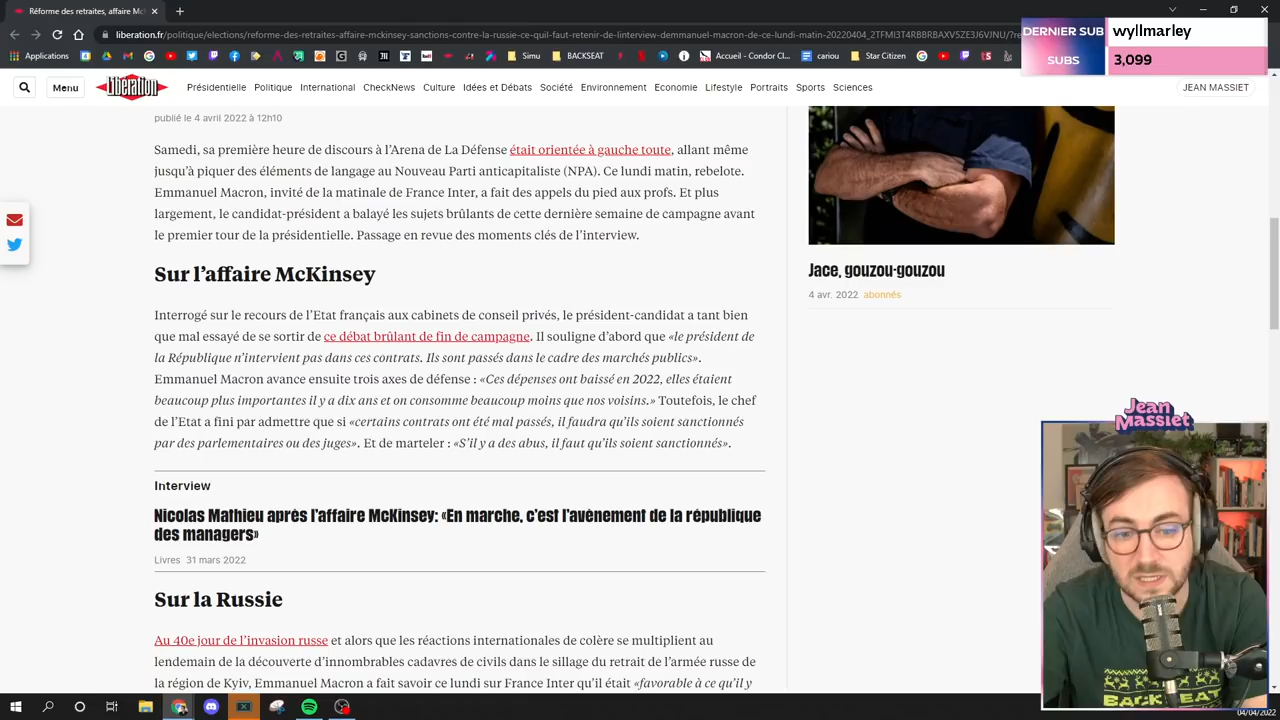 Retraites, affaire Mc
liberation.fr/politique/elections/reforme-des-retraites-affaire-mckinsey-sanctions-contre-la-russie-ce-quil-faut-retenir-de-linterview-demmanuel-macron-de-ce-lundi-matin-20220404_2TFMI3T4RBBRBAXV5ZE3J6VJNU/?re
DERNIER SUB
wyllmarley
SUBS
3,099
Applications
Simu
BACKSEAT
Accueil - Condor Cl...
cariou
Star Citizen
Menu
Libération
Présidentielle
Politique
International
CheckNews
Culture
Idées et Débats
Société
Environnement
Economie
Lifestyle
Portraits
Sports
Sciences
JEAN MASSIET
publié le 4 avril 2022 à 12h10
Samedi, sa première heure de discours à l'Arena de La Défense était orientée à gauche toute, allant même
jusqu'à piquer des éléments de langage au Nouveau Parti anticapitaliste (NPA). Ce lundi matin, rebelote.
Emmanuel Macron, invité de la matinale de France Inter, a fait des appels du pied aux profs. Et plus
largement, le candidat-président a balayé les sujets brûlants de cette dernière semaine de campagne avant
le premier tour de la présidentielle. Passage en revue des moments clés de l'interview.
Sur l'affaire McKinsey
Interrogé sur le recours de l'Etat français aux cabinets de conseil privés, le président-candidat a tant bien
que mal essayé de se sortir de ce débat brûlant de fin de campagne. Il souligne d'abord que «le président de
la République n'intervient pas dans ces contrats. Ils sont passés dans le cadre des marchés publics».
Emmanuel Macron avance ensuite trois axes de défense : «Ces dépenses ont baissé en 2022, elles étaient
beaucoup plus importantes il y a dix ans et on consomme beaucoup moins que nos voisins.» Toutefois, le chef
de l'Etat a fini par admettre que si «certains contrats ont été mal passés, il faudra qu'ils soient sanctionnés
par des parlementaires ou des juges». Et de marteler : «S'il y a des abus, il faut qu'ils soient sanctionnés».
Interview
Nicolas Mathieu après l'affaire McKinsey: «En marche, c'est l'avènement de la république
des managers»
Livres 31 mars 2022
Sur la Russie
Au 40e jour de l'invasion russe et alors que les réactions internationales de colère se multiplient au
lendemain de la découverte d'innombrables cadavres de civils dans le sillage du retrait de l'armée russe de
la région de Kyiv, Emmanuel Macron a fait savoir ce lundi sur France Inter qu'il était «favorable à ce qu'il y
Jace, gouzou-gouzou
4 avr. 2022 abonnés
Jean
Massiet
BACKSEAT
04/04/2022